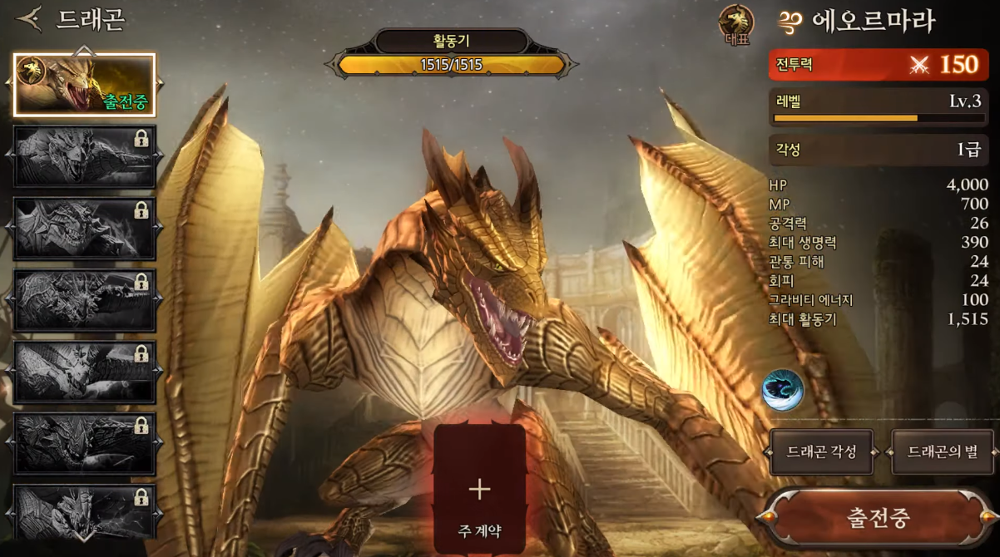 드래곤
출전중
활동기
1515/1515
대표
에오르마라
전투력 150
레벨 Lv.3
각성 1급
HP 4,000
MP 700
공격력 26
최대 생명력 390
관통 피해 24
회피 24
그라비티 에너지 100
최대 활동기 1,515
드래곤 각성
드래곤의 별
출전중
주 계약